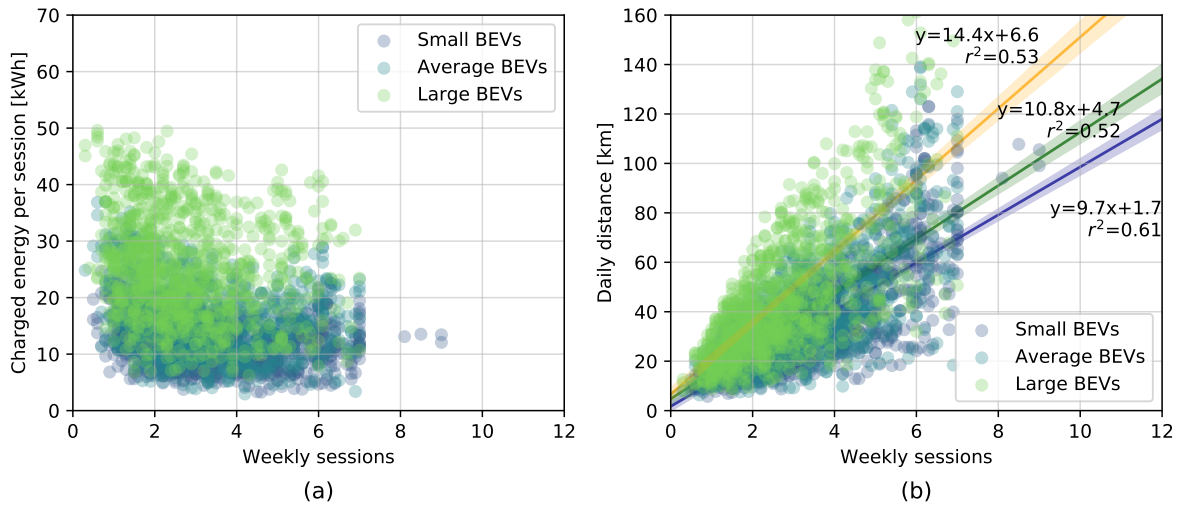 70
60
50
40
30
20
10
0
0 2 4 6 8 10 12
Charged energy per session [kWh]
Weekly sessions
Small BEVs
Average BEVs
Large BEVs
(a)
160
140
120
100
80
60
40
20
0
0 2 4 6 8 10 12
Daily distance [km]
Weekly sessions
y=14.4x+6.6
r²=0.53
y=10.8x+4.7
r²=0.52
y=9.7x+1.7
r²=0.61
Small BEVs
Average BEVs
Large BEVs
(b)